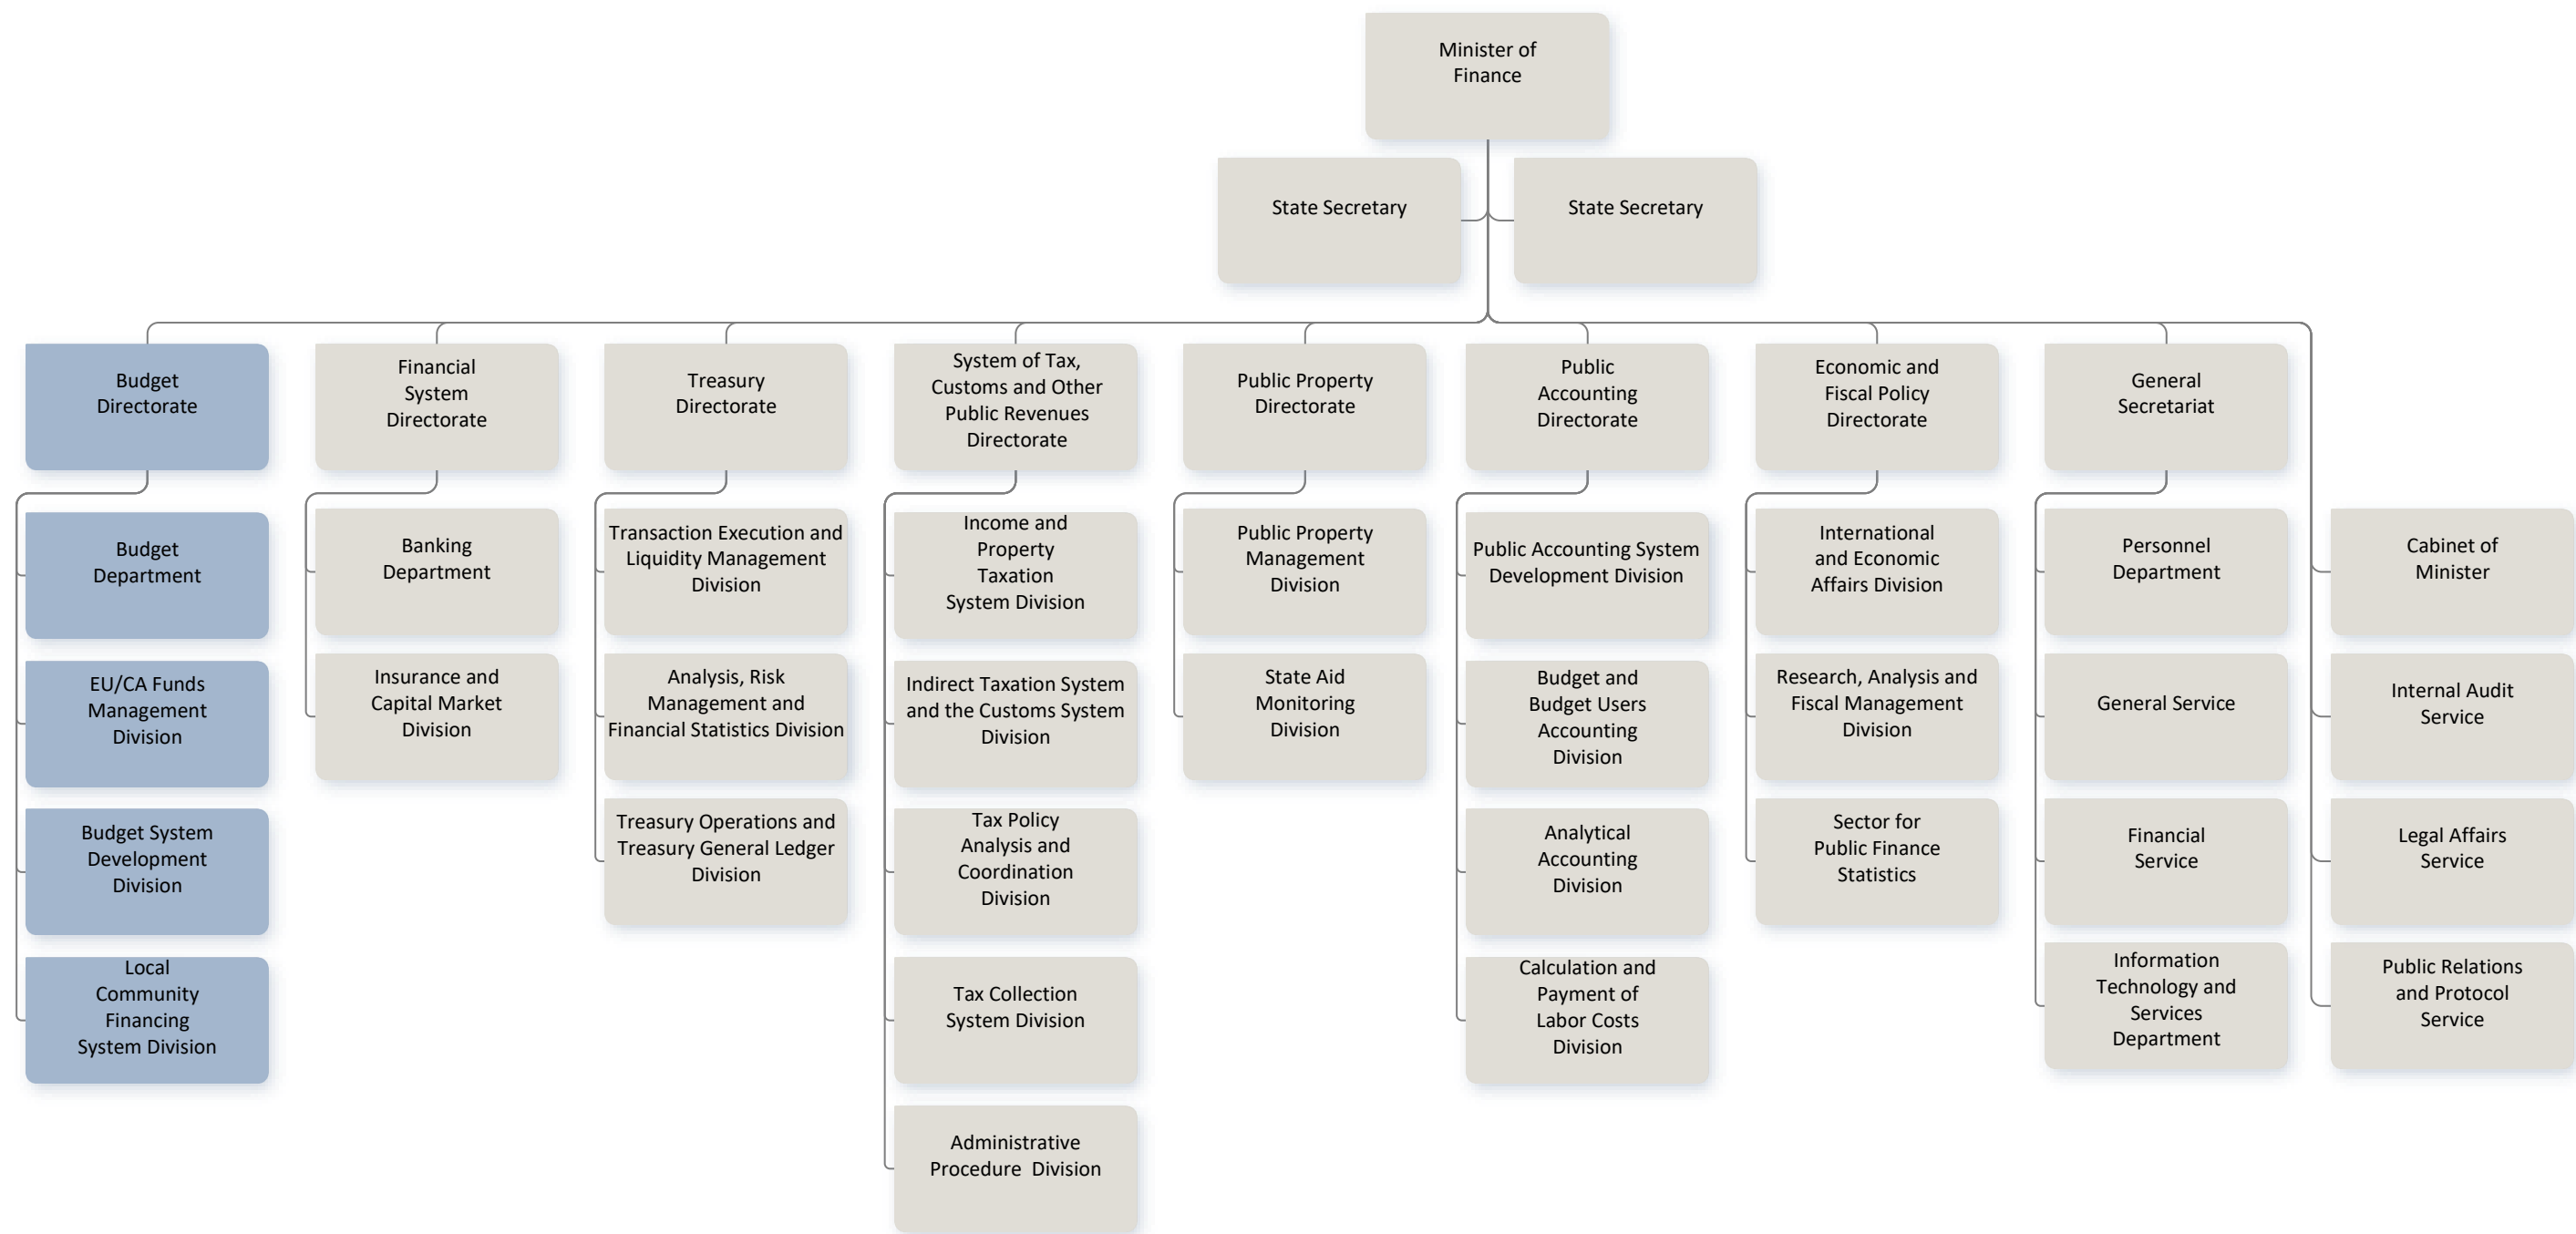 Minister of
Finance
State Secretary
State Secretary
Budget
Directorate
Financial
System
Directorate
Treasury
Directorate
System of Tax,
Customs and Other
Public Revenues
Directorate
Public Property
Directorate
Public
Accounting
Directorate
Economic and
Fiscal Policy
Directorate
General
Secretariat
Budget
Department
EU/CA Funds
Management
Division
Budget System
Development
Division
Local
Community
Financing
System Division
Banking
Department
Insurance and
Capital Market
Division
Transaction Execution and
Liquidity Management
Division
Analysis, Risk
Management and
Financial Statistics Division
Treasury Operations and
Treasury General Ledger
Division
Income and
Property
Taxation
System Division
Indirect Taxation System
and the Customs System
Division
Tax Policy
Analysis and
Coordination
Division
Tax Collection
System Division
Administrative
Procedure  Division
Public Property
Management
Division
State Aid
Monitoring
Division
Public Accounting System
Development Division
Budget and
Budget Users
Accounting
Division
Analytical
Accounting
Division
Calculation and
Payment of
Labor Costs
Division
International
and Economic
Affairs Division
Research, Analysis and
Fiscal Management
Division
Sector for
Public Finance
Statistics
Personnel
Department
General Service
Financial
Service
Information
Technology and
Services
Department
Cabinet of
Minister
Internal Audit
Service
Legal Affairs
Service
Public Relations
and Protocol
Service